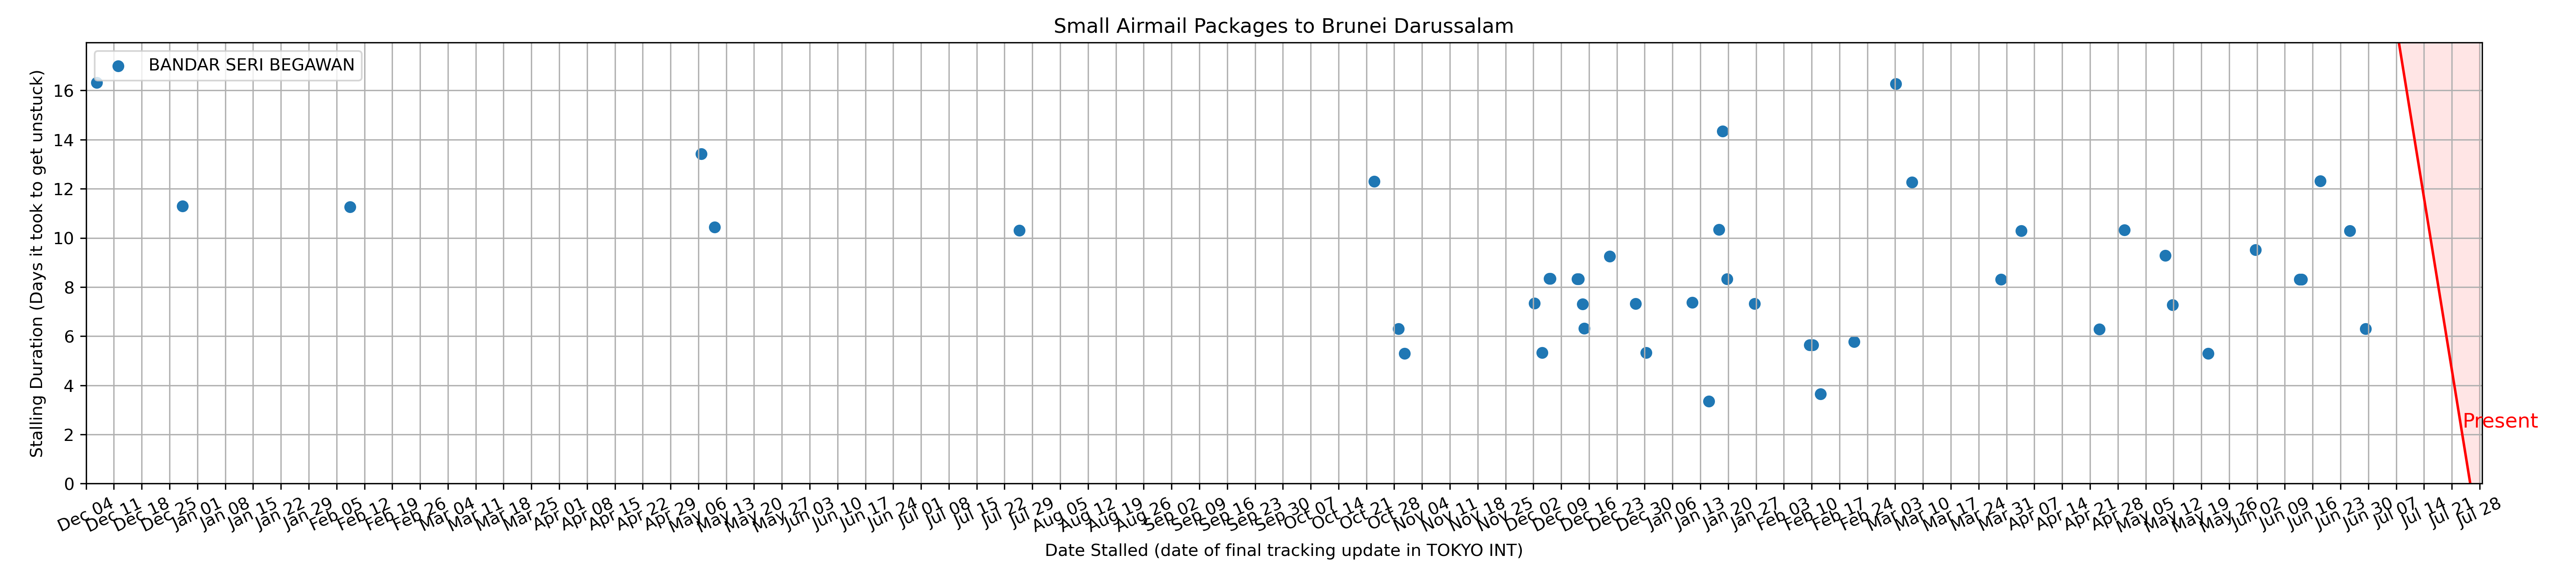 Small Airmail Packages to Brunei Darussalam
BANDAR SERI BEGAWAN
Stalling Duration (Days it took to get unstuck)
16
14
12
10
8
6
4
2
0
Present
Dec 04 Dec 11 Dec 18 Dec 25 Jan 01 Jan 08 Jan 15 Jan 22 Jan 29 Feb 05 Feb 12 Feb 19 Feb 26 Mar 04 Mar 11 Mar 18 Mar 25 Apr 01 Apr 08 Apr 15 Apr 22 Apr 29 May 06 May 13 May 20 May 27 Jun 03 Jun 10 Jun 17 Jun 24 Jul 01 Jul 08 Jul 15 Jul 22 Jul 29 Aug 05 Aug 12 Aug 19 Aug 26 Sep 02 Sep 09 Sep 16 Sep 23 Sep 30 Oct 07 Oct 14 Oct 21 Oct 28 Nov 04 Nov 11 Nov 18 Nov 25 Dec 02 Dec 09 Dec 16 Dec 23 Dec 30 Jan 06 Jan 13 Jan 20 Jan 27 Feb 03 Feb 10 Feb 17 Feb 24 Mar 03 Mar 10 Mar 17 Mar 24 Mar 31 Apr 07 Apr 14 Apr 21 Apr 28 May 05 May 12 May 19 May 26 Jun 02 Jun 09 Jun 16 Jun 23 Jun 30 Jul 07 Jul 14 Jul 21 Jul 28
Date Stalled (date of final tracking update in TOKYO INT)